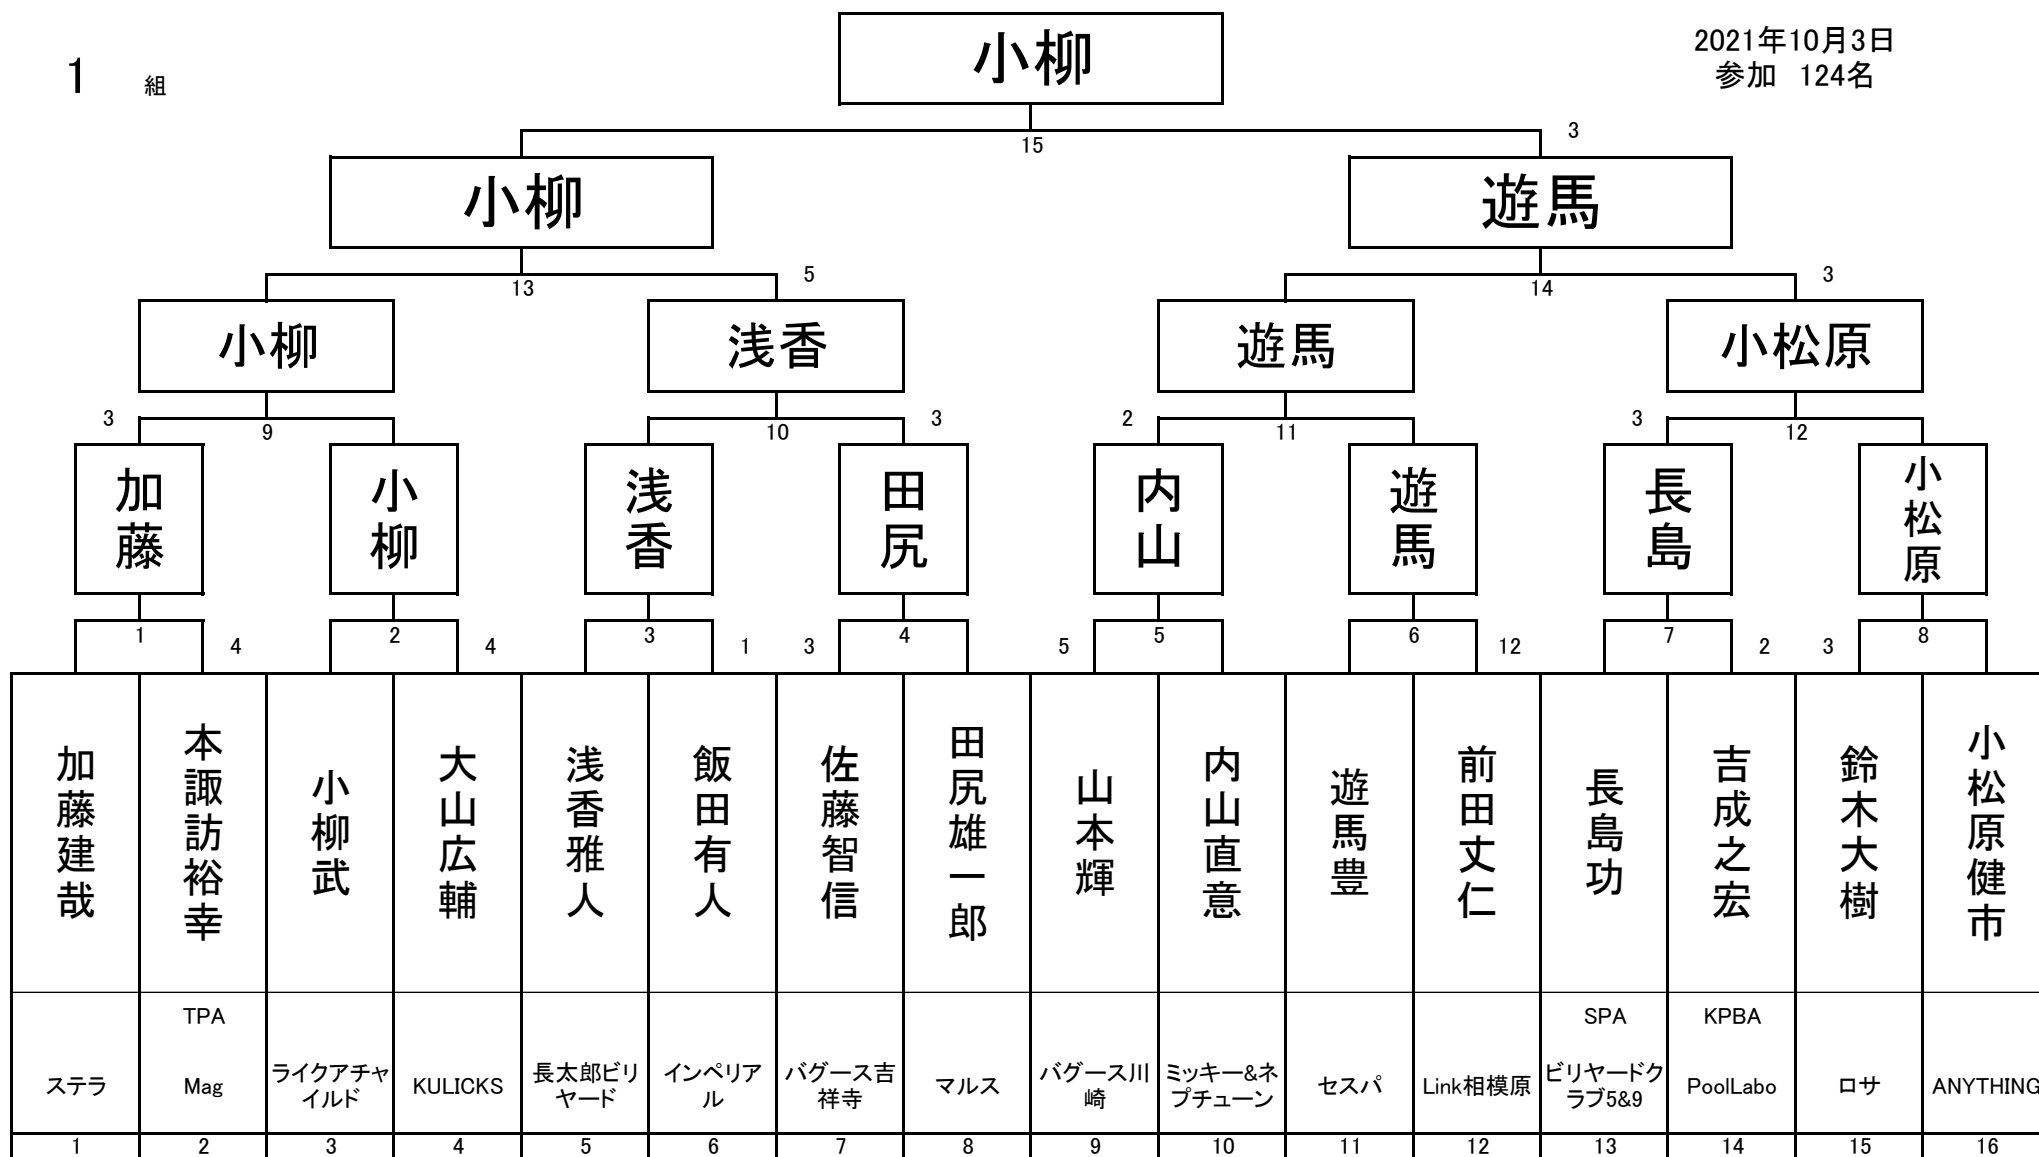 1 組
小柳
2021年10月3日
参加 124名
15 3
小柳 遊馬
13 5 14 3
小柳 浅香 遊馬 小松原
3 9 10 3 2 11 3 12
加藤 小柳 浅香 田尻 内山 遊馬 長島 小松原
1 4 2 4 3 1 3 4 5 5 6 12 7 2 3 8
加藤建哉
本諏訪裕幸
小柳武
大山広輔
浅香雅人
飯田有人
佐藤智信
田尻雄一郎
山本輝
内山直意
遊馬豊
前田丈仁
長島功
吉成之宏
鈴木大樹
小松原健市
TPA SPA KPBA
ステラ
Mag
ライクアチャ
イルド
KULICKS
長太郎ビリ
ヤード
インペリア
ル
バグース吉
祥寺
マルス
バグース川
崎
ミッキー&ネ
プチューン
セスパ
Link相模原
ビリヤードク
ラブ5&9
PoolLabo
ロサ
ANYTHING
1 2 3 4 5 6 7 8 9 10 11 12 13 14 15 16